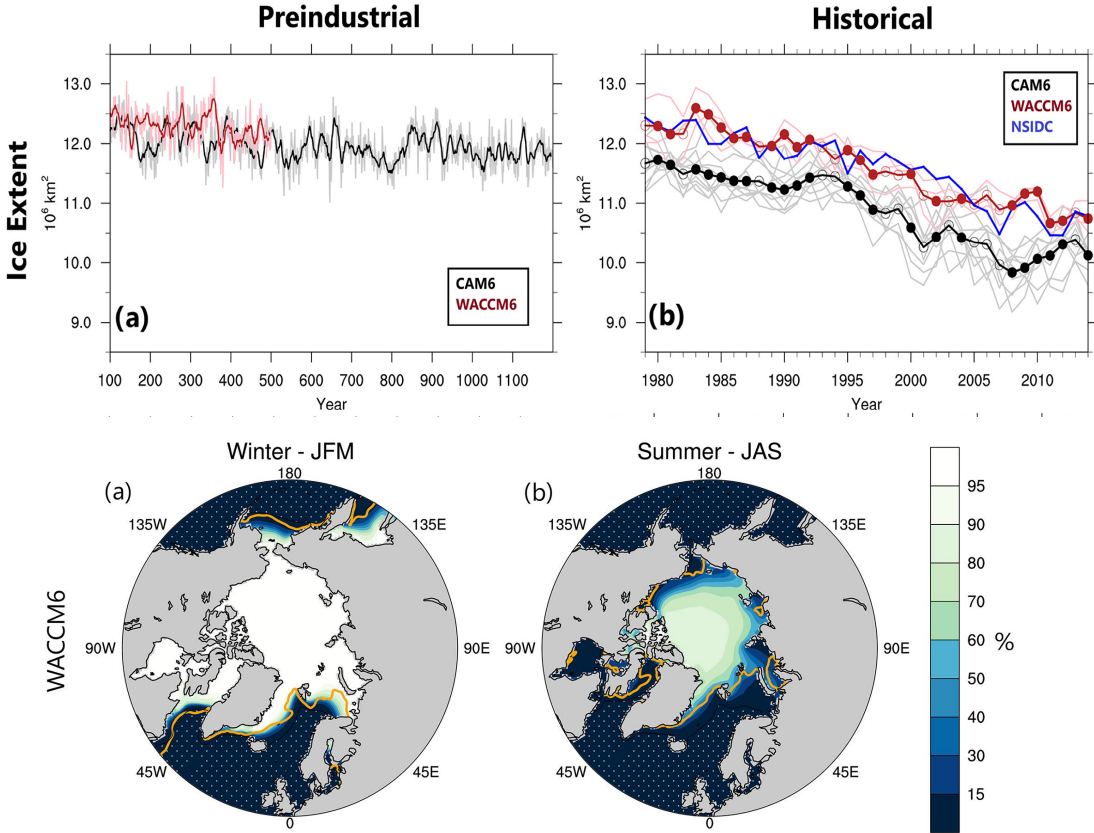 Preindustrial
Historical
Ice Extent
10⁶ km²
13.0
12.0
11.0
10.0
9.0
(a)
CAM6
WACCM6
100 200 300 400 500 600 700 800 900 1000 1100
Year
10⁶ km²
13.0
12.0
11.0
10.0
9.0
(b)
CAM6
WACCM6
NSIDC
1980 1985 1990 1995 2000 2005 2010
Year
WACCM6
(a)
Winter - JFM
180
135W
135E
90W
90E
45W
45E
0
(b)
Summer - JAS
180
135W
135E
90W
90E
45W
45E
0
95
90
80
70
60
50
40
30
15
%